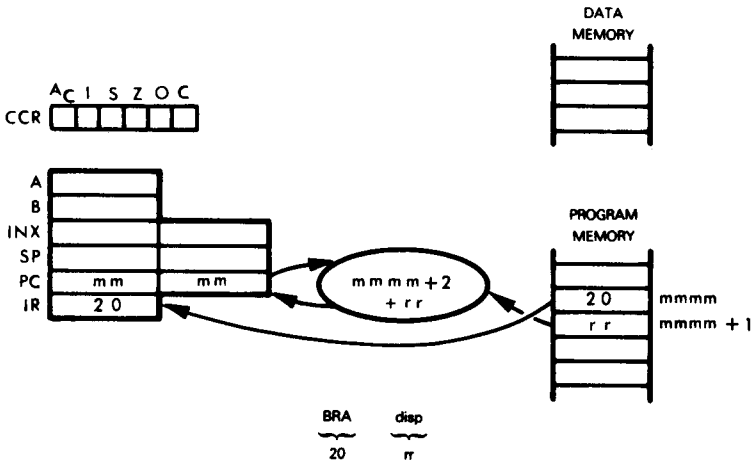 DATA
MEMORY
A_C I S Z O C
CCR
A
B
INX
SP
PC mm mm
IR 20
mmmm+2
+rr
PROGRAM
MEMORY
20 mmmm
rr mmmm+1
BRA disp
20 rr